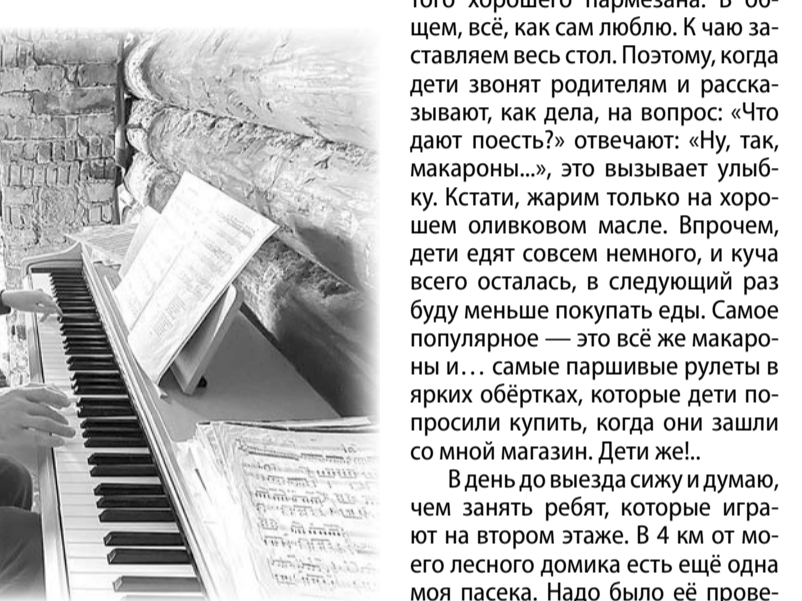 того хорошего пармезана. В об-
щем, всё, как сам люблю. К чаю за-
ставляем весь стол. Поэтому, когда
дети звонят родителям и расска-
зывают, как дела, на вопрос: «Что
дают поесть?» отвечают: «Ну, так,
макароны...», это вызывает улыб-
ку. Кстати, жарим только на хоро-
шем оливковом масле. Впрочем,
дети едят совсем немного, и куча
всего осталась, в следующий раз
буду меньше покупать еды. Самое
популярное — это всё же макаро-
ны и… самые паршивые рулеты в
ярких обёртках, которые дети по-
просили купить, когда они зашли
со мной магазин. Дети же!..
В день до выезда сижу и думаю,
чем занять ребят, которые игра-
ют на втором этаже. В 4 км от мо-
его лесного домика есть ещё одна
моя пасека. Надо было её прове-